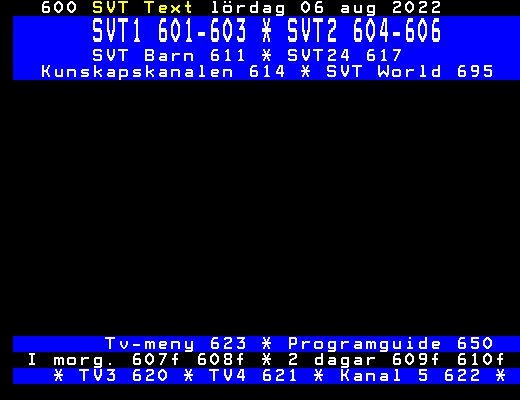 600 SVT Text lördag 06 aug 2022
SVT1 601-603 * SVT2 604-606
SVT Barn 611 * SVT24 617
Kunskapskanalen 614 * SVT World 695
Tv-meny 623 * Programguide 650
I morg. 607f 608f * 2 dagar 609f 610f
* TV3 620 * TV4 621 * Kanal 5 622 *